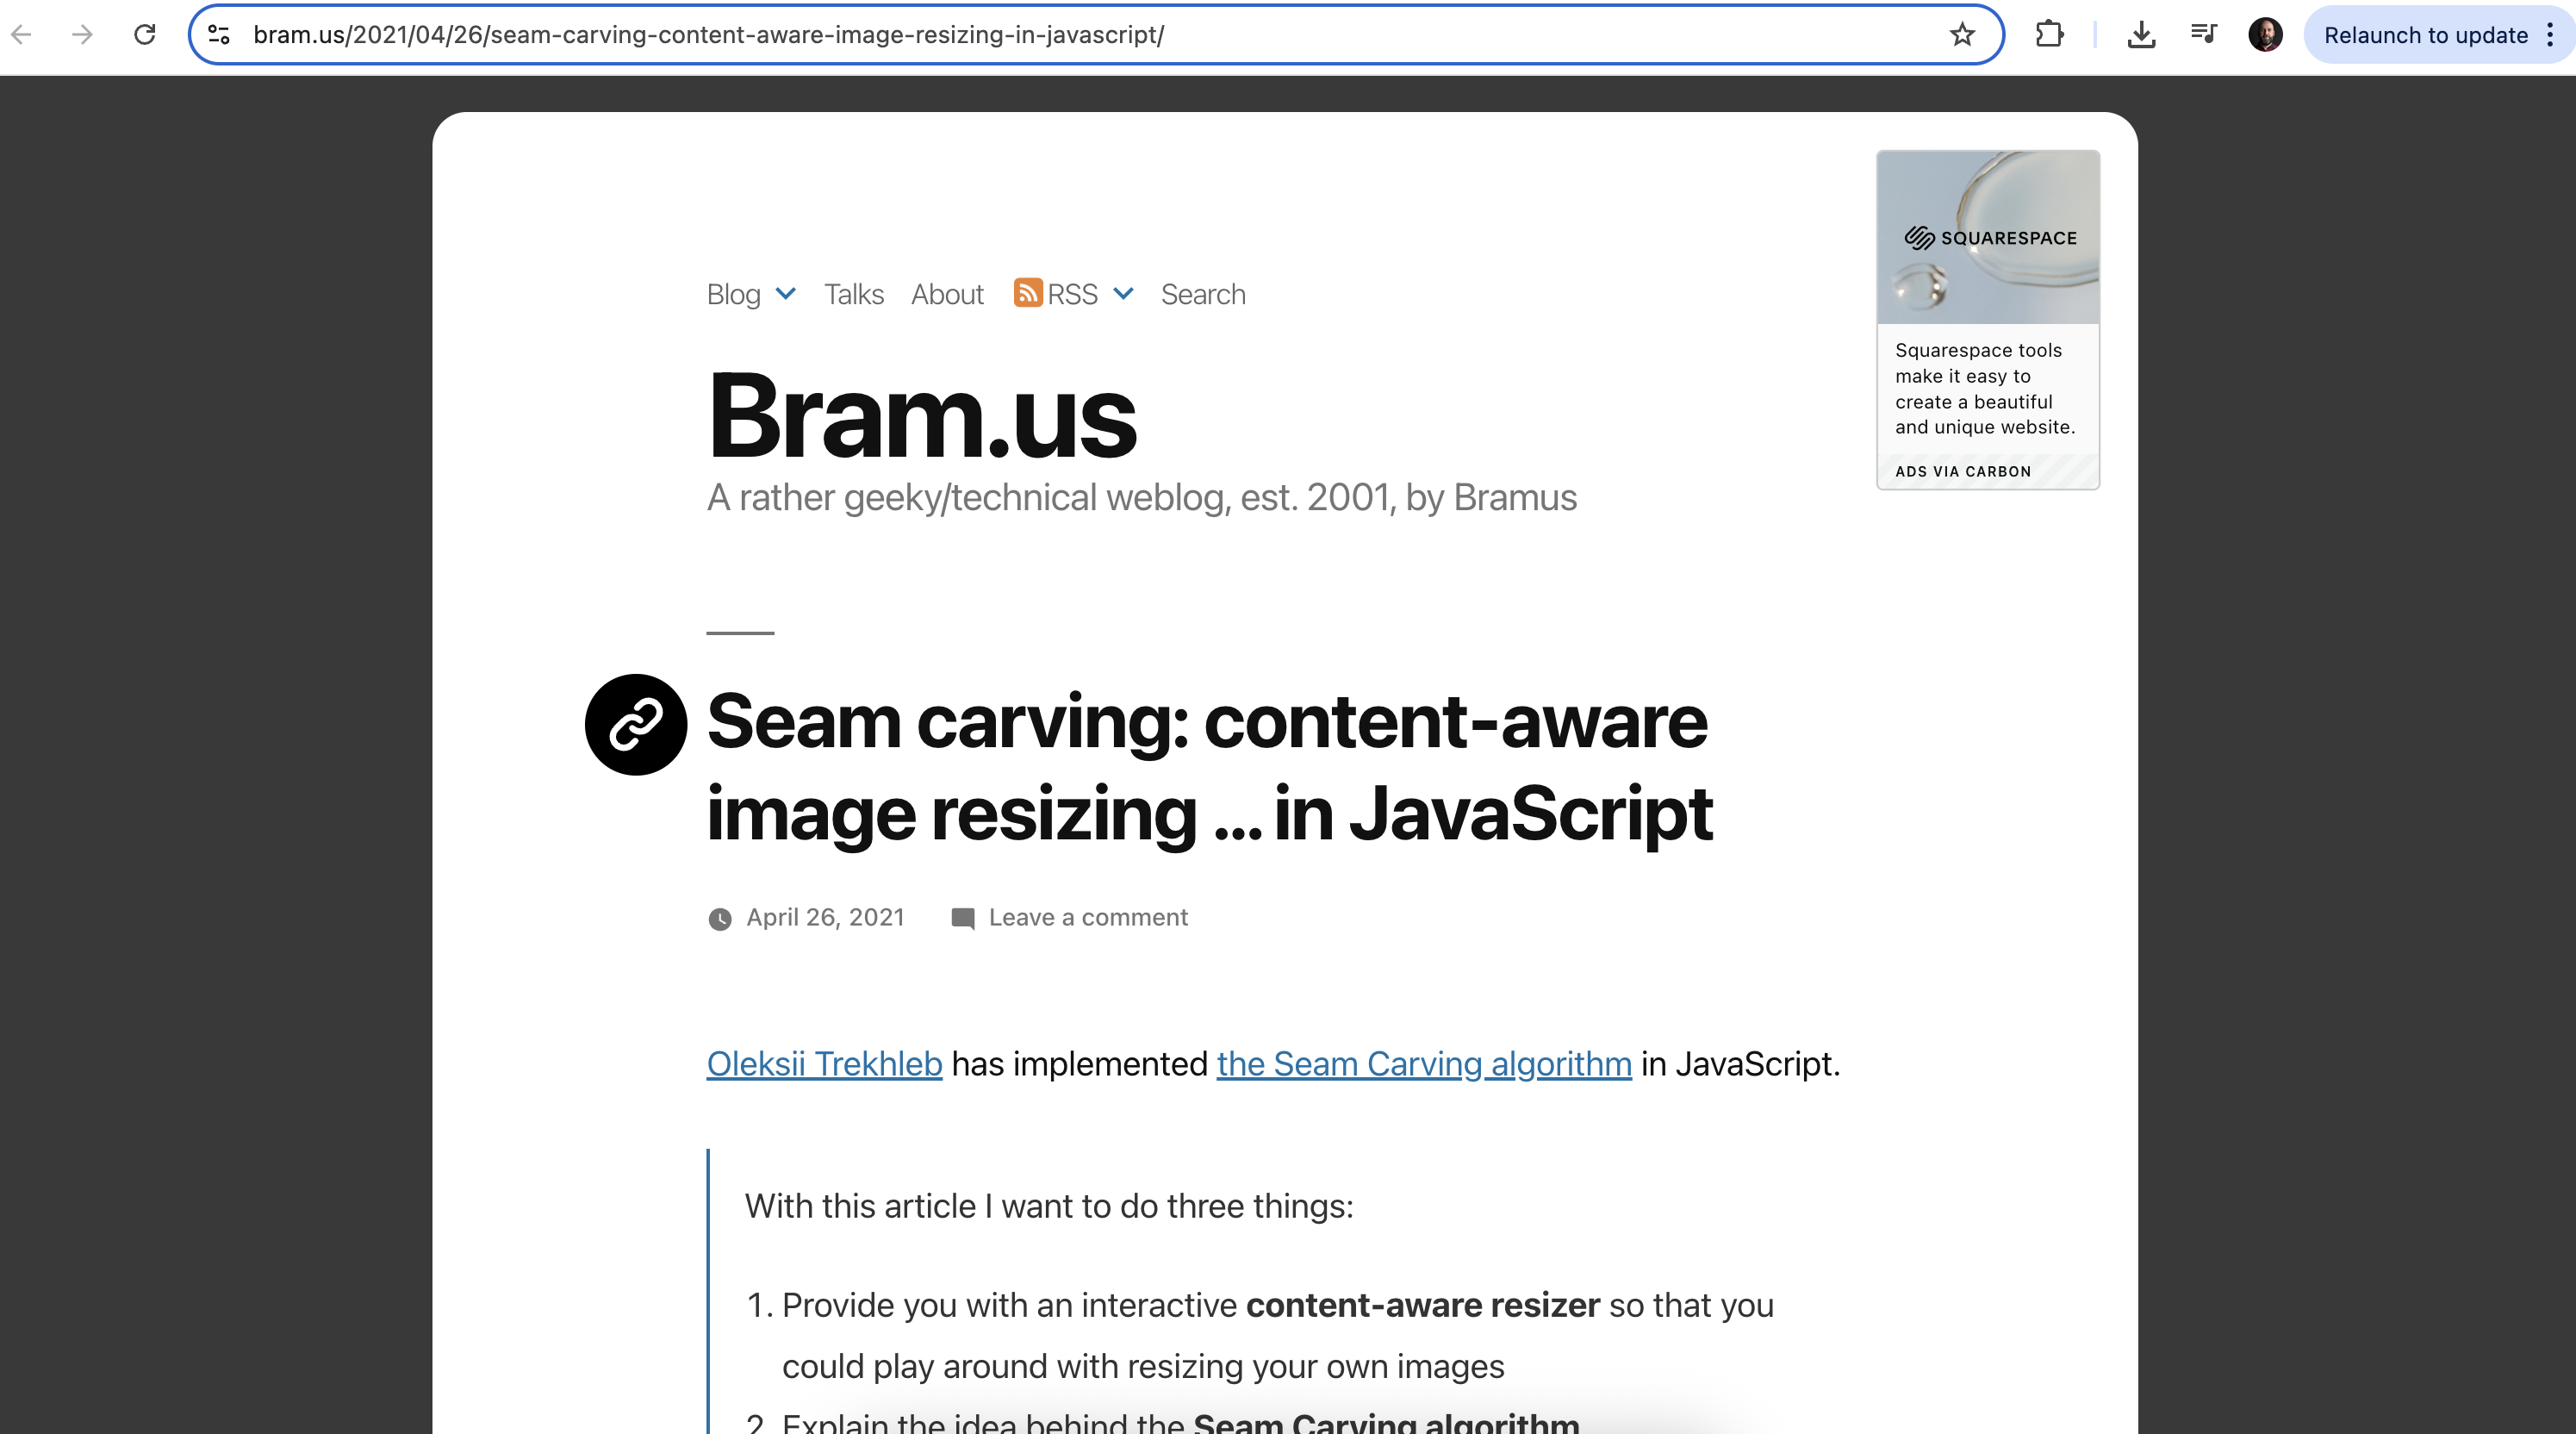 bram.us/2021/04/26/seam-carving-content-aware-image-resizing-in-javascript/
Relaunch to update
SQUARESPACE
Squarespace tools
make it easy to
create a beautiful
and unique website.
ADS VIA CARBON
Blog Talks About RSS Search
Bram.us
A rather geeky/technical weblog, est. 2001, by Bramus
Seam carving: content-aware
image resizing … in JavaScript
April 26, 2021 Leave a comment
Oleksii Trekhleb has implemented the Seam Carving algorithm in JavaScript.
With this article I want to do three things:
1. Provide you with an interactive content-aware resizer so that you
could play around with resizing your own images
2. Explain the idea behind the Seam Carving algorithm